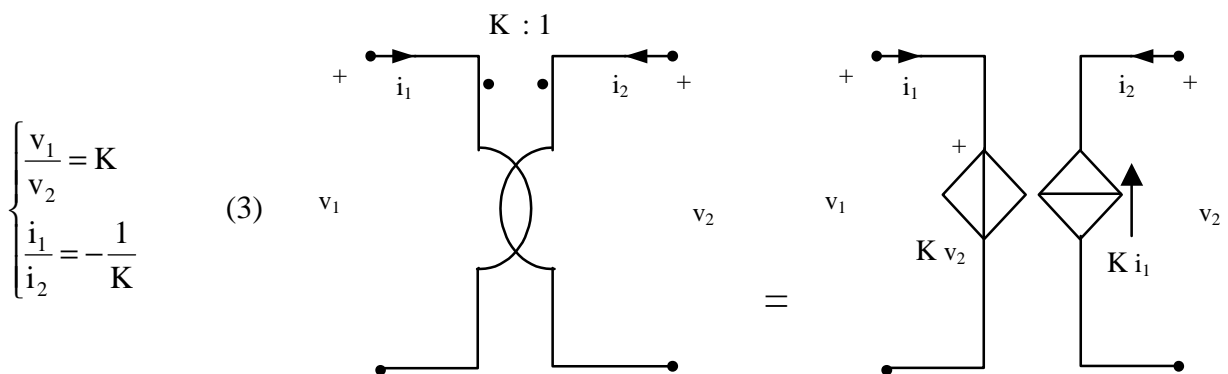 { v₁/v₂ = K
i₁/i₂ = − 1/K
(3)
K : 1
+
i₁
i₂
+
v₁
v₂
=
+
i₁
i₂
+
+
v₁
v₂
K v₂
K i₁